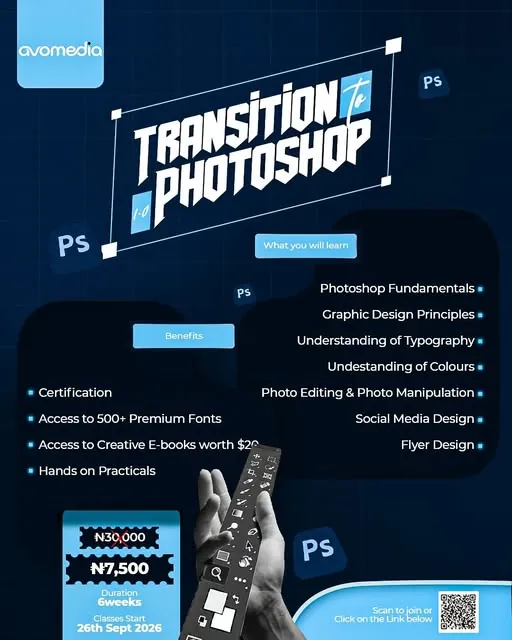 avomedia
TRANSITION to
1.0 PHOTOSHOP
Ps
Ps
What you will learn
Ps
Photoshop Fundamentals
Graphic Design Principles
Understanding of Typography
Undestanding of Colours
Photo Editing & Photo Manipulation
Social Media Design
Flyer Design
Benefits
Certification
Access to 500+ Premium Fonts
Access to Creative E-books worth $20
Hands on Practicals
₦30,000
₦7,500
Duration
6weeks
Classes Start
26th Sept 2026
Ps
Scan to join or
Click on the Link below